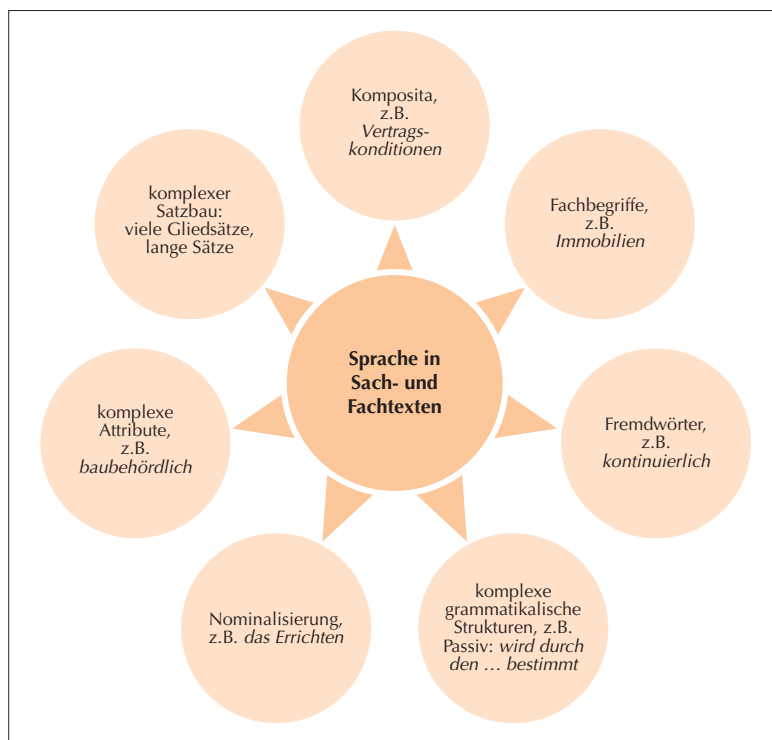 Komposita,
z.B.
Vertrags-
konditionen
Fachbegriffe,
z.B.
Immobilien
Fremdwörter,
z.B.
kontinuierlich
komplexe
grammatikalische
Strukturen, z.B.
Passiv: wird durch
den … bestimmt
Nominalisierung,
z.B. das Errichten
komplexe
Attribute,
z.B.
baubehördlich
komplexer
Satzbau:
viele Gliedsätze,
lange Sätze
Sprache in
Sach- und
Fachtexten